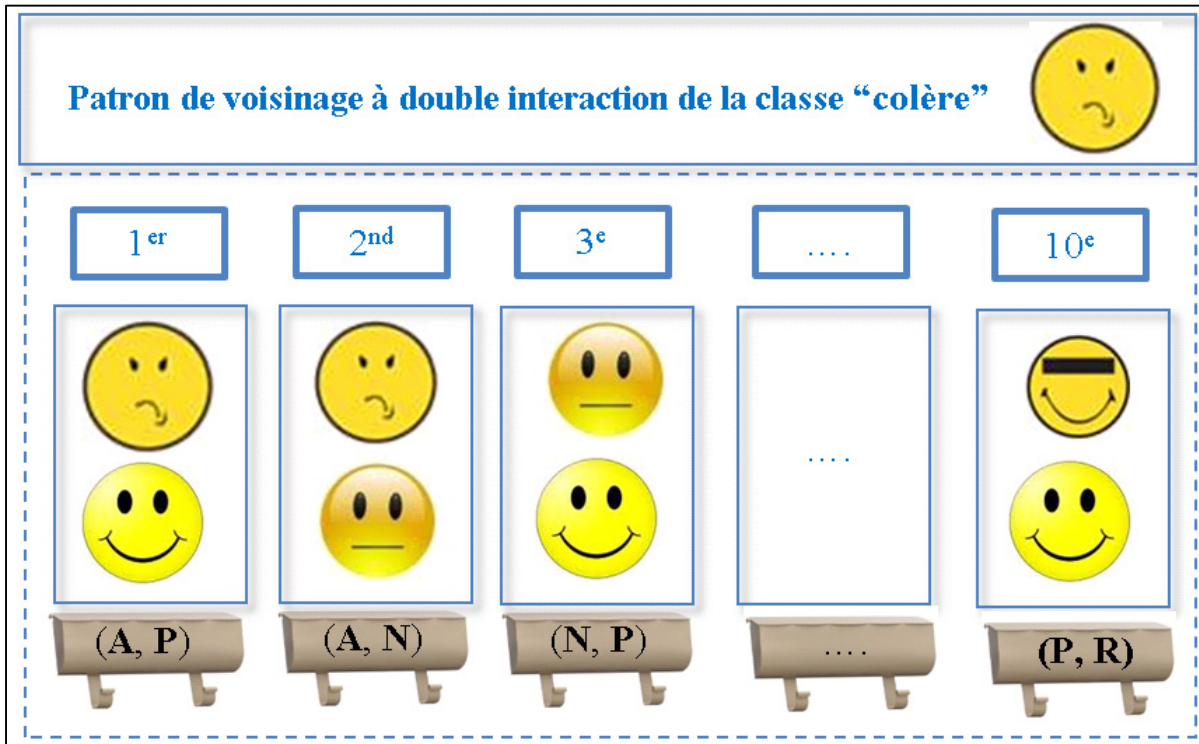 Patron de voisinage à double interaction de la classe “colère”
1er 2nd 3e .... 10e
....
(A, P) (A, N) (N, P) .... (P, R)